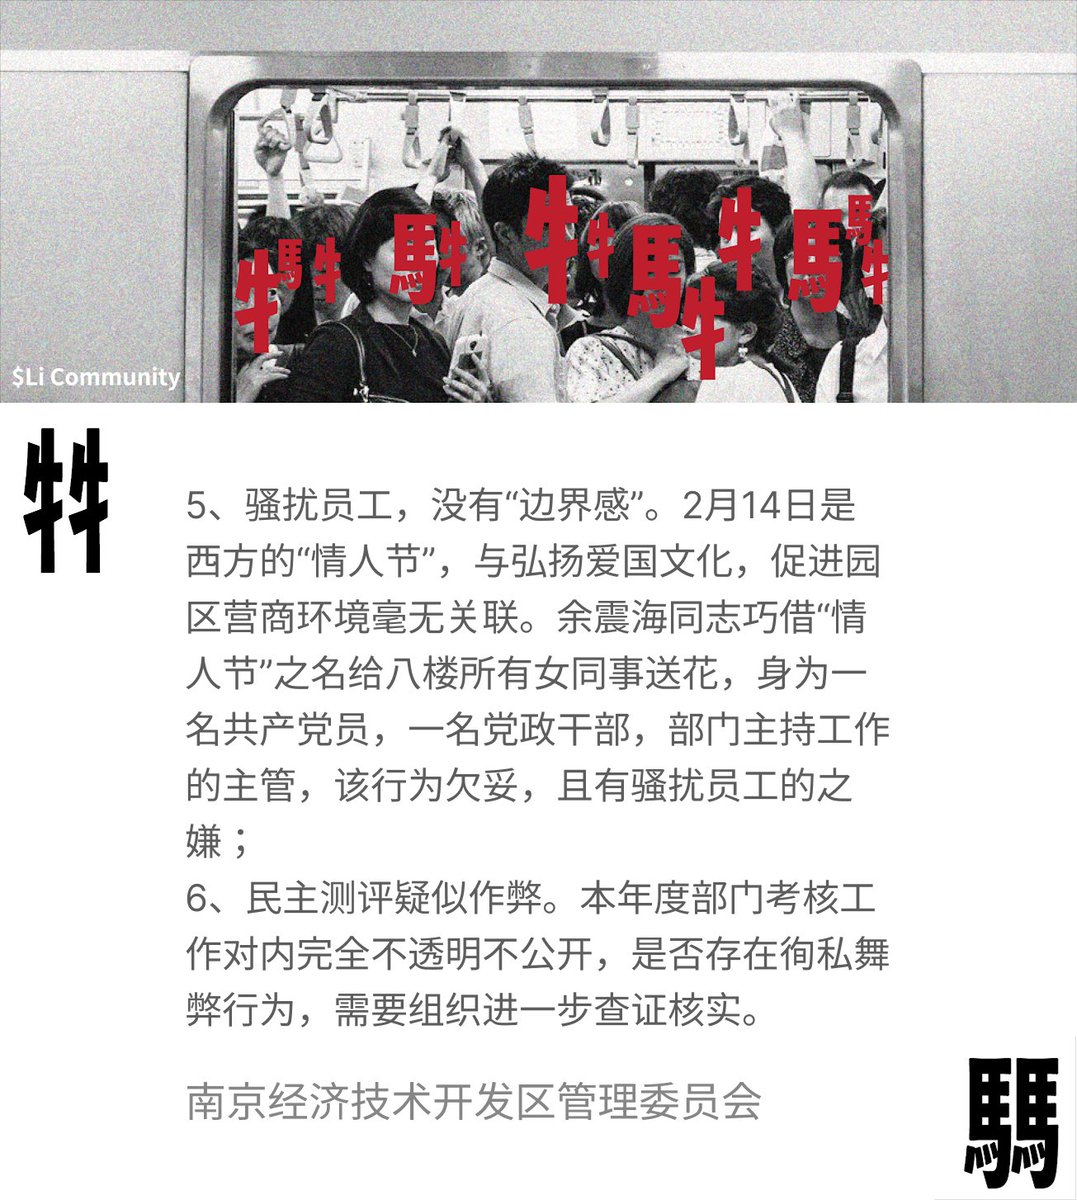 牛 馬 牛 馬 牛 牛 牛 馬 牛 牛 馬 馬 牛
$Li Community
牛牛
5、骚扰员工，没有“边界感”。2月14日是
西方的“情人节”，与弘扬爱国文化，促进园
区营商环境毫无关联。余震海同志巧借“情
人节”之名给八楼所有女同事送花，身为一
名共产党员，一名党政干部，部门主持工作
的主管，该行为欠妥，且有骚扰员工的之
嫌；
6、民主测评疑似作弊。本年度部门考核工
作对内完全不透明不公开，是否存在徇私舞
弊行为，需要组织进一步查证核实。
南京经济技术开发区管理委员会
馬馬